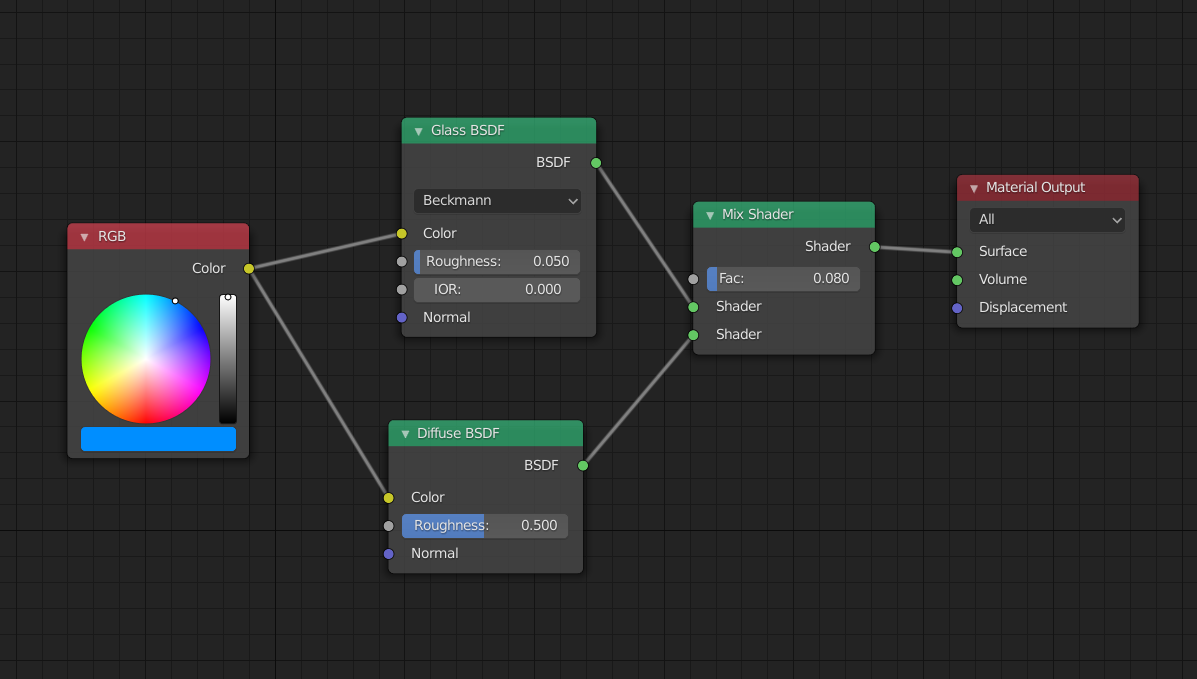 RGB
Color
Glass BSDF
BSDF
Beckmann
Color
Roughness: 0.050
IOR: 0.000
Normal
Diffuse BSDF
BSDF
Color
Roughness: 0.500
Normal
Mix Shader
Shader
Fac: 0.080
Shader
Shader
Material Output
All
Surface
Volume
Displacement